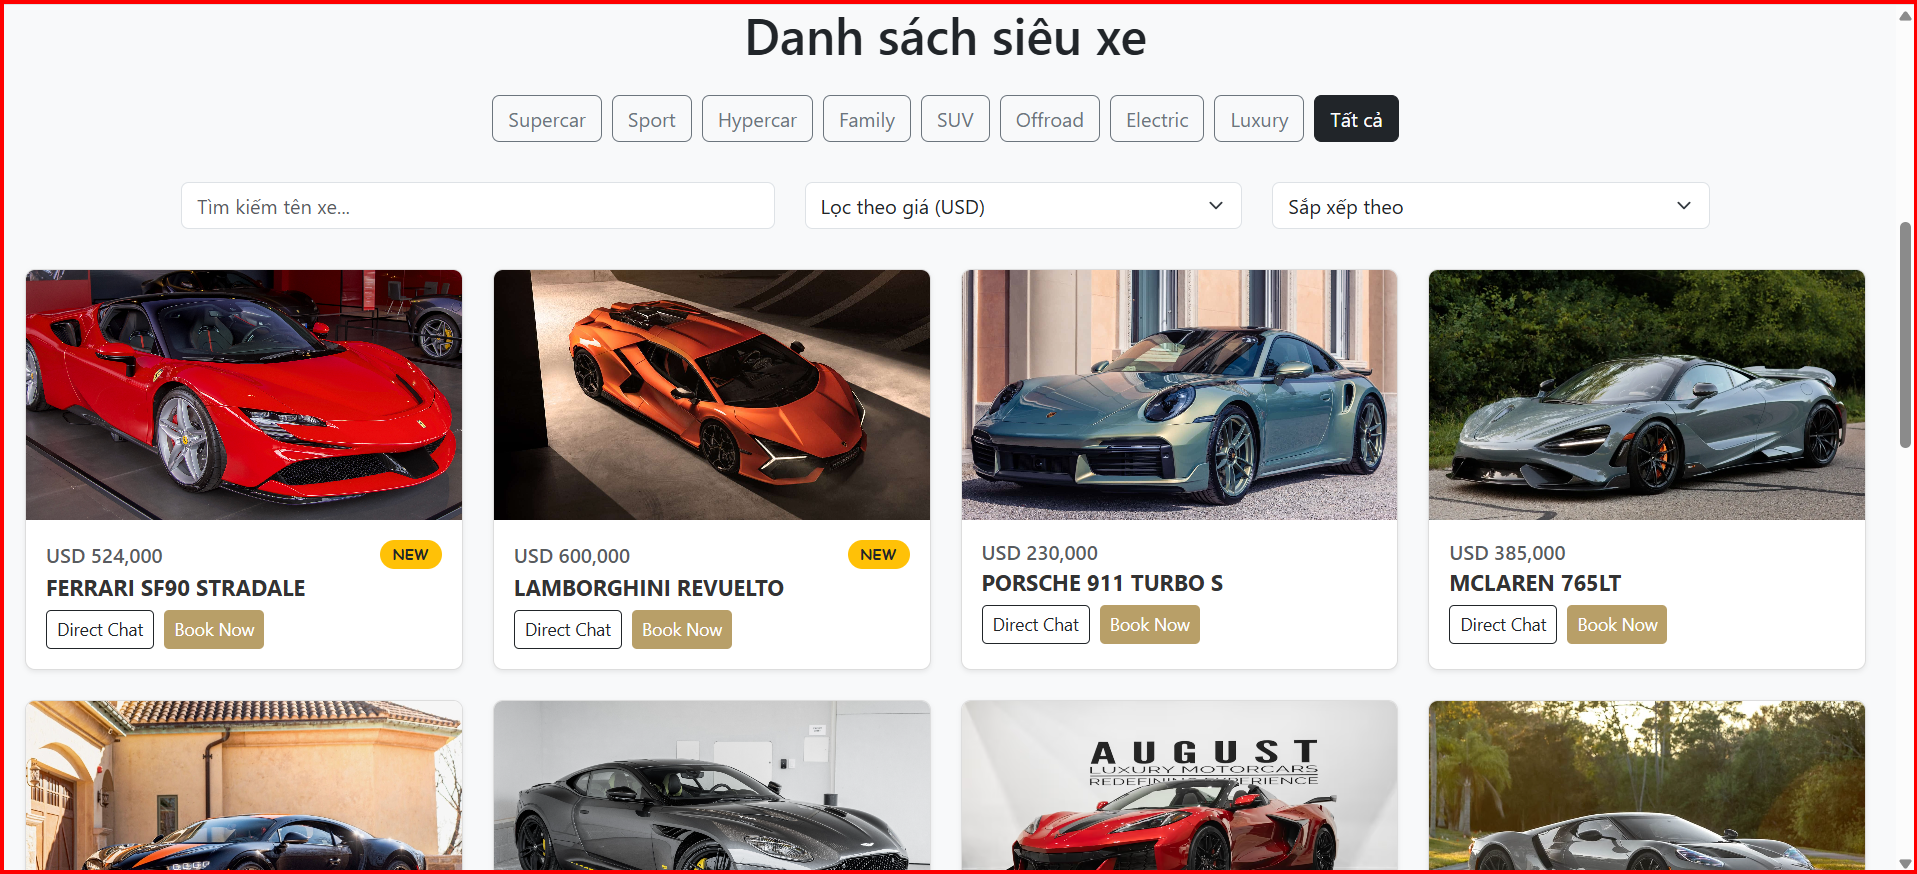 Danh sách siêu xe
Supercar
Sport
Hypercar
Family
SUV
Offroad
Electric
Luxury
Tất cả
Tìm kiếm tên xe...
Lọc theo giá (USD)
Sắp xếp theo
USD 524,000
NEW
FERRARI SF90 STRADALE
Direct Chat
Book Now
USD 600,000
NEW
LAMBORGHINI REVUELTO
Direct Chat
Book Now
USD 230,000
PORSCHE 911 TURBO S
Direct Chat
Book Now
USD 385,000
MCLAREN 765LT
Direct Chat
Book Now
AUGUST
LUXURY MOTORCARS
REDEFINING EXPERIENCE